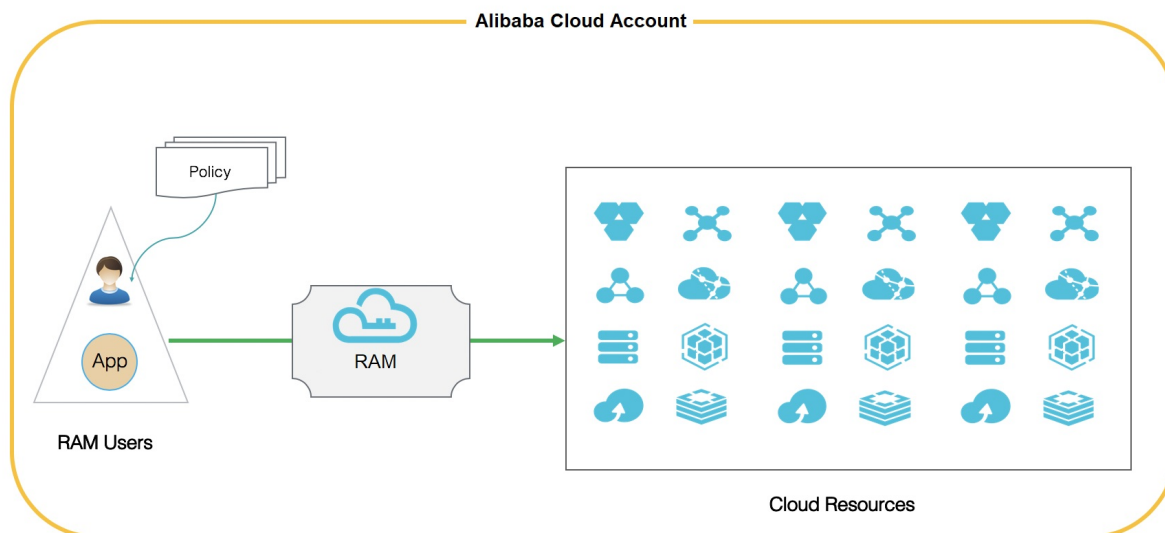 Alibaba Cloud Account
Policy
App
RAM
RAM Users
Cloud Resources